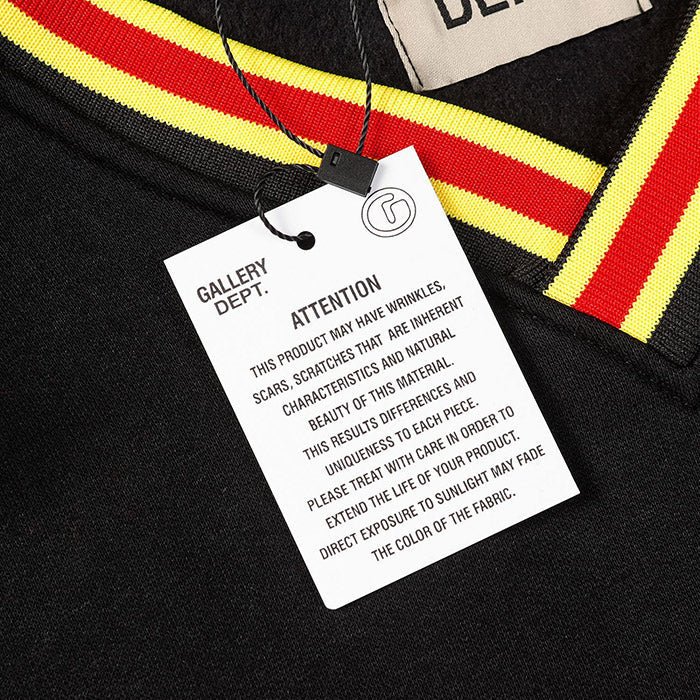 GALLERY
DEPT.
ATTENTION
THIS PRODUCT MAY HAVE WRINKLES,
SCARS, SCRATCHES THAT ARE INHERENT
CHARACTERISTICS AND NATURAL
BEAUTY OF THIS MATERIAL.
THIS RESULTS DIFFERENCES AND
UNIQUENESS TO EACH PIECE.
PLEASE TREAT WITH CARE IN ORDER TO
EXTEND THE LIFE OF YOUR PRODUCT.
DIRECT EXPOSURE TO SUNLIGHT MAY FADE
THE COLOR OF THE FABRIC.